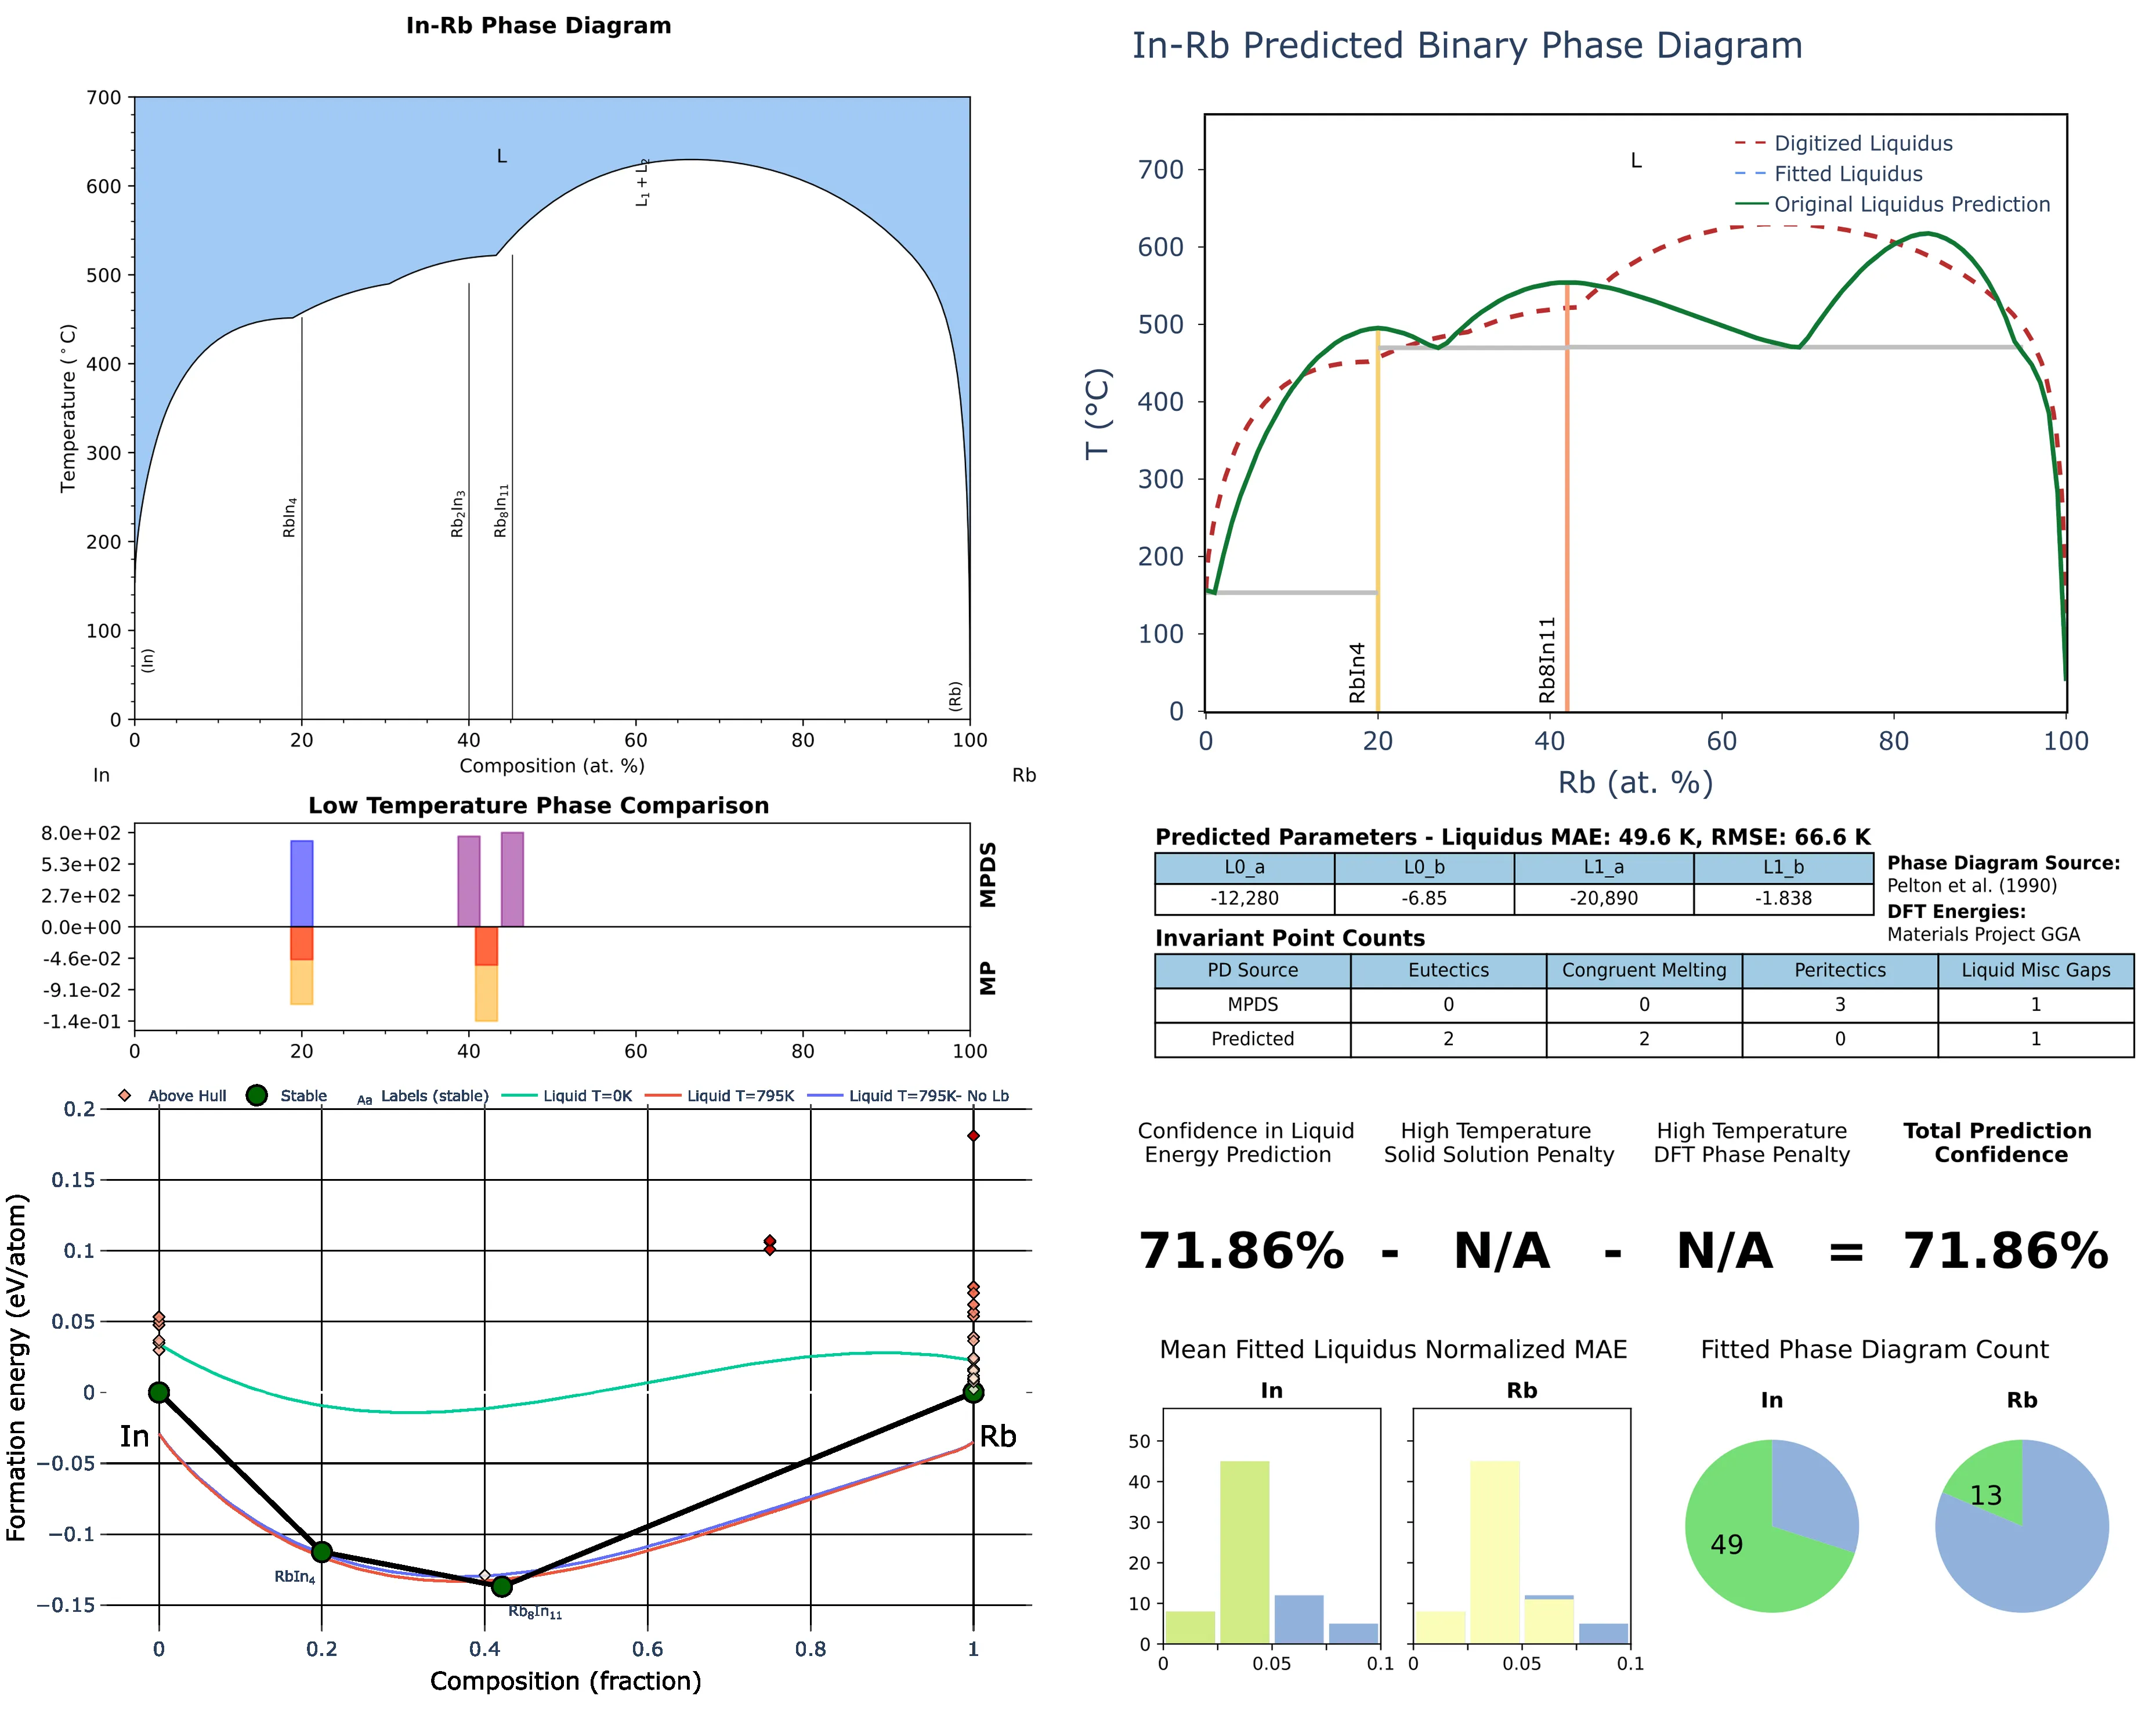 In-Rb Phase Diagram
700
600
500
400
300
200
100
0
Temperature (°C)
L
L₁ + L₂
RbIn₄
Rb₂In₃
Rb₈In₁₁
(In)
(Rb)
0 20 40 60 80 100
Composition (at. %)
In Rb
Low Temperature Phase Comparison
8.0e+02
5.3e+02
2.7e+02
0.0e+00
-4.6e-02
-9.1e-02
-1.4e-01
MPDS
MP
0 20 40 60 80 100
Above Hull Stable Aa Labels (stable) Liquid T=0K Liquid T=795K Liquid T=795K- No Lb
0.2
0.15
0.1
0.05
0
−0.05
−0.1
−0.15
Formation energy (eV/atom)
In
Rb
RbIn₄
Rb₈In₁₁
0 0.2 0.4 0.6 0.8 1
Composition (fraction)
In-Rb Predicted Binary Phase Diagram
L
Digitized Liquidus
Fitted Liquidus
Original Liquidus Prediction
700
600
500
400
300
200
100
0
T (°C)
RbIn4
Rb8In11
0 20 40 60 80 100
Rb (at. %)
Predicted Parameters - Liquidus MAE: 49.6 K, RMSE: 66.6 K
L0_a L0_b L1_a L1_b
-12,280 -6.85 -20,890 -1.838
Phase Diagram Source:
Pelton et al. (1990)
DFT Energies:
Materials Project GGA
Invariant Point Counts
PD Source Eutectics Congruent Melting Peritectics Liquid Misc Gaps
MPDS 0 0 3 1
Predicted 2 2 0 1
Confidence in Liquid
Energy Prediction
High Temperature
Solid Solution Penalty
High Temperature
DFT Phase Penalty
Total Prediction
Confidence
71.86% - N/A - N/A = 71.86%
Mean Fitted Liquidus Normalized MAE
In Rb
50
40
30
20
10
0
0 0.05 0.1 0 0.05 0.1
Fitted Phase Diagram Count
In Rb
49
13